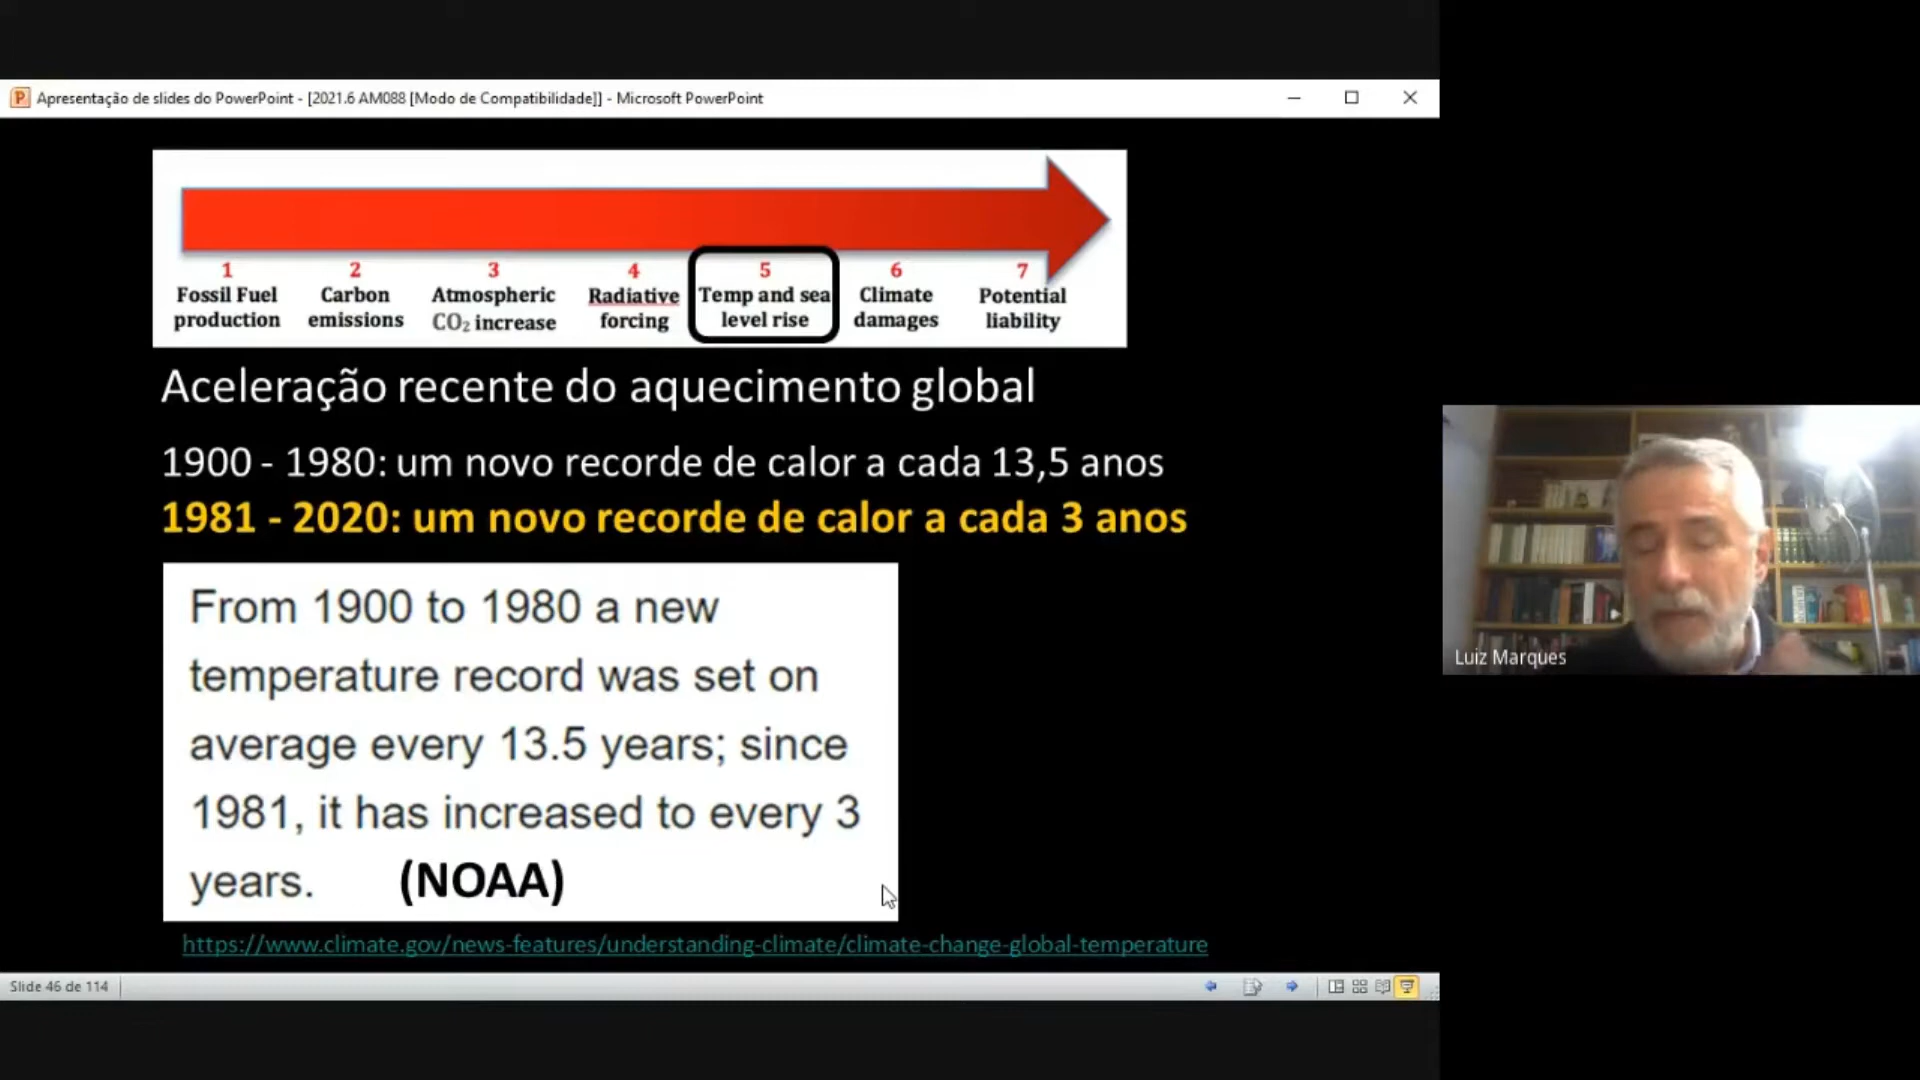 Apresentação de slides do PowerPoint - [2021.6 AM088 [Modo de Compatibilidade]] - Microsoft PowerPoint
1 2 3 4 5 6 7
Fossil Fuel Carbon Atmospheric Radiative Temp and sea Climate Potential
production emissions CO₂ increase forcing level rise damages liability
Aceleração recente do aquecimento global
1900 - 1980: um novo recorde de calor a cada 13,5 anos
1981 - 2020: um novo recorde de calor a cada 3 anos
From 1900 to 1980 a new
temperature record was set on
average every 13.5 years; since
1981, it has increased to every 3
years. (NOAA)
https://www.climate.gov/news-features/understanding-climate/climate-change-global-temperature
Slide 46 de 114
Luiz Marques